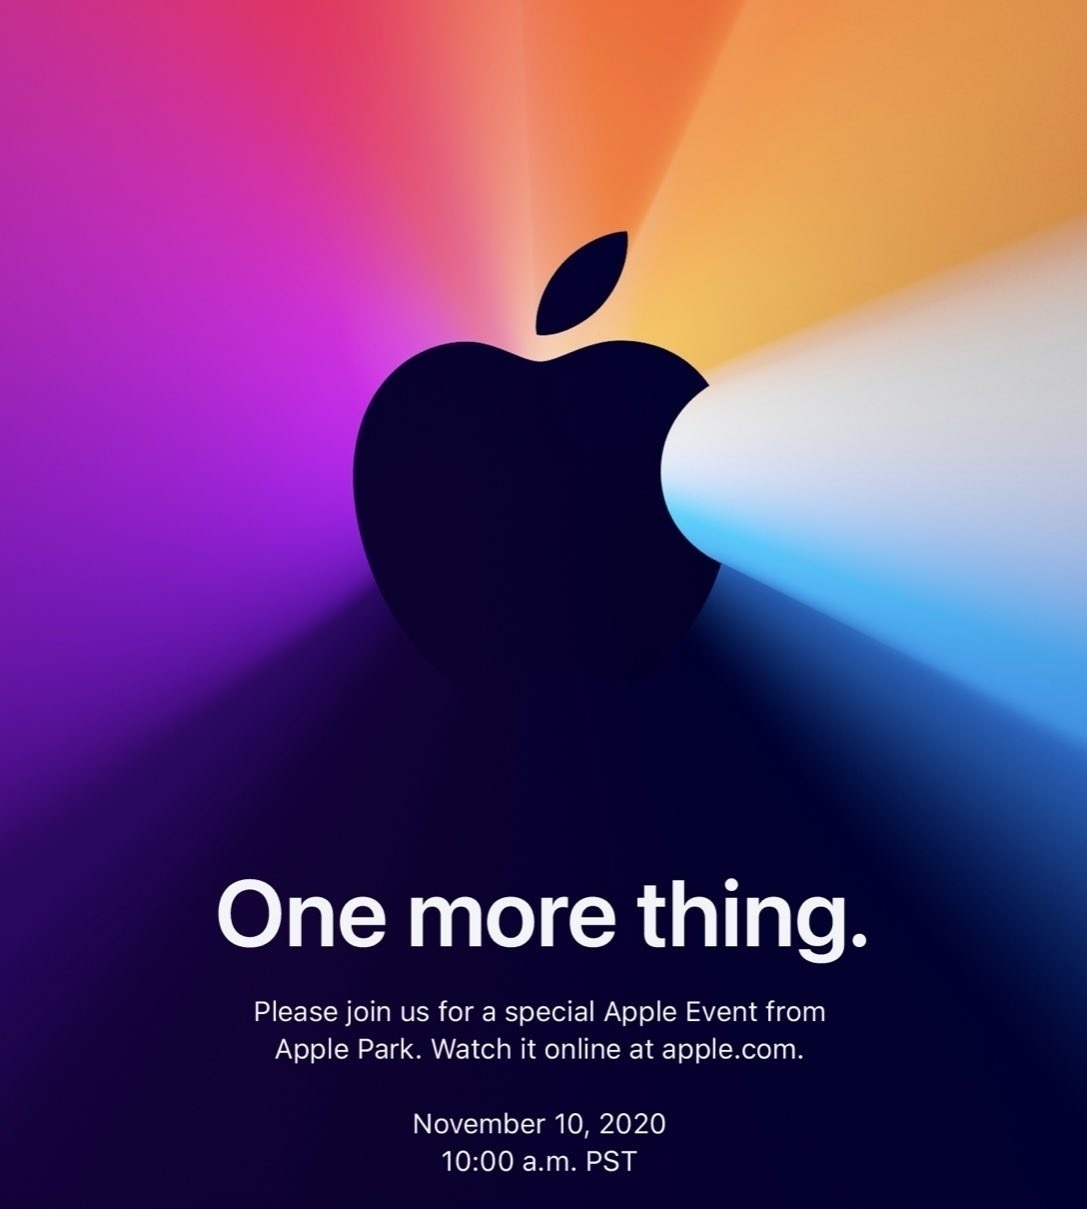 One more thing.
Please join us for a special Apple Event from
Apple Park. Watch it online at apple.com.
November 10, 2020
10:00 a.m. PST